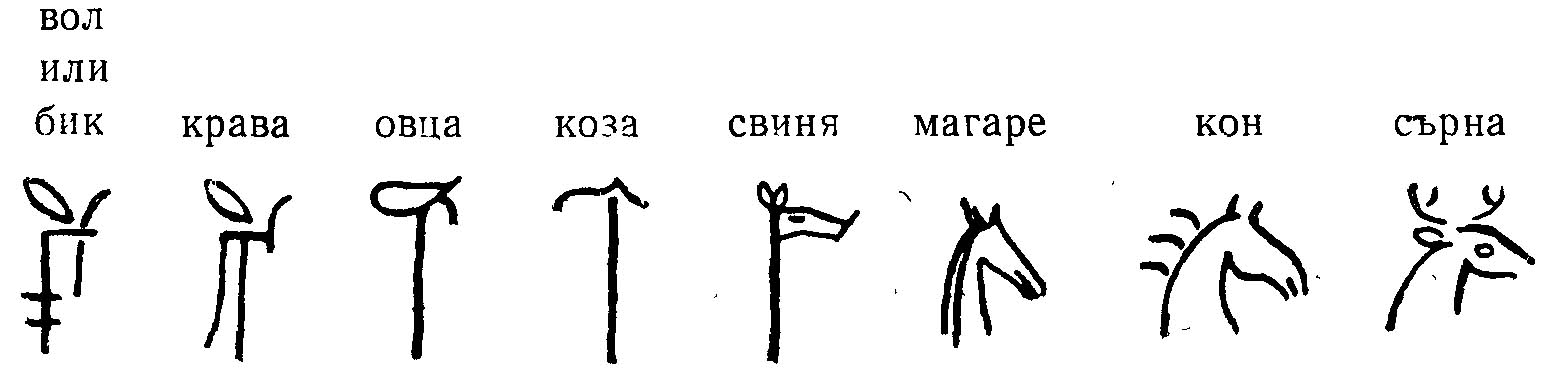 вол
или
бик крава овца коза свиня магаре кон сърна